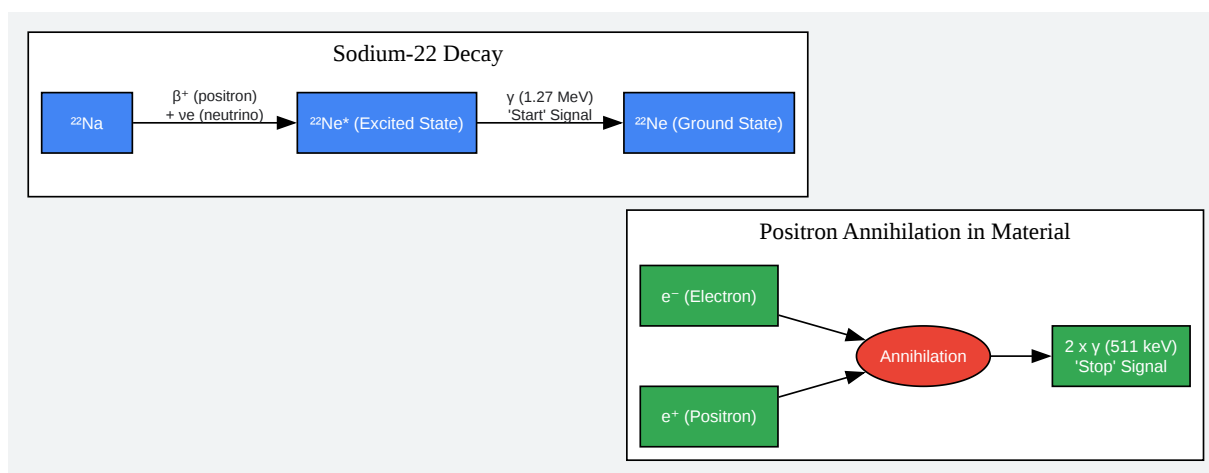 Sodium-22 Decay
²²Na
β⁺ (positron)
+ νe (neutrino)
²²Ne* (Excited State)
γ (1.27 MeV)
'Start' Signal
²²Ne (Ground State)
Positron Annihilation in Material
e⁻ (Electron)
e⁺ (Positron)
Annihilation
2 x γ (511 keV)
'Stop' Signal